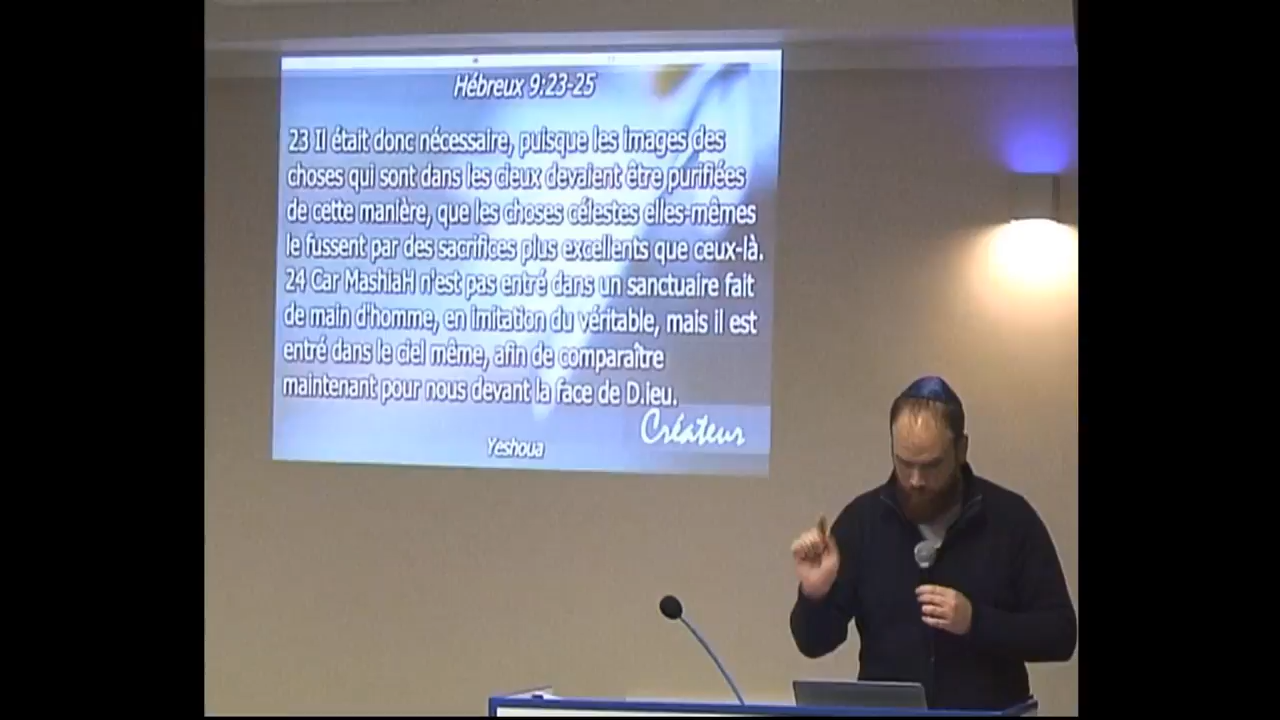 Hébreux 9:23-25
23 Il était donc nécessaire, puisque les images des
choses qui sont dans les cieux devaient être purifiées
de cette manière, que les choses célestes elles-mêmes
le fussent par des sacrifices plus excellents que ceux-là.
24 Car MashiaH n'est pas entré dans un sanctuaire fait
de main d'homme, en imitation du véritable, mais il est
entré dans le ciel même, afin de comparaître
maintenant pour nous devant la face de D.ieu.
Créateur
Yeshoua